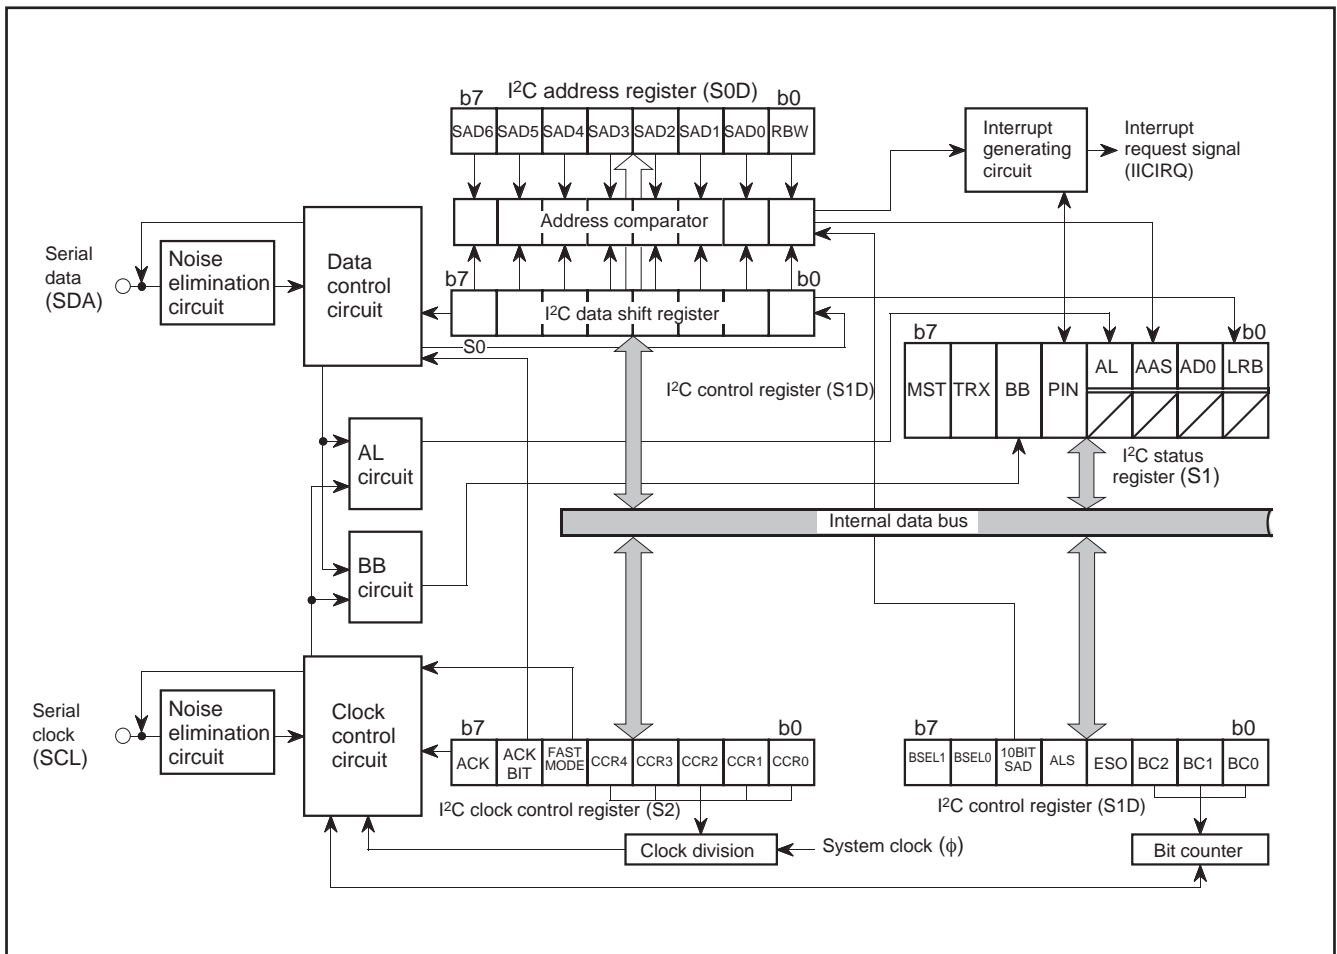 I²C address register (S0D)
b7 b0
SAD6 SAD5 SAD4 SAD3 SAD2 SAD1 SAD0 RBW
Interrupt
generating
circuit
Interrupt
request signal
(IICIRQ)
Address comparator
Serial
data
(SDA)
Noise
elimination
circuit
Data
control
circuit
b7 b0
I²C data shift register
S0
b7 b0
MST TRX BB PIN AL AAS AD0 LRB
I²C control register (S1D)
I²C status
register (S1)
AL
circuit
Internal data bus
BB
circuit
Serial
clock
(SCL)
Noise
elimination
circuit
Clock
control
circuit
b7 b0
ACK ACK BIT FAST MODE CCR4 CCR3 CCR2 CCR1 CCR0
I²C clock control register (S2)
b7 b0
BSEL1 BSEL0 10BIT SAD ALS ESO BC2 BC1 BC0
I²C control register (S1D)
Clock division
System clock (ϕ)
Bit counter